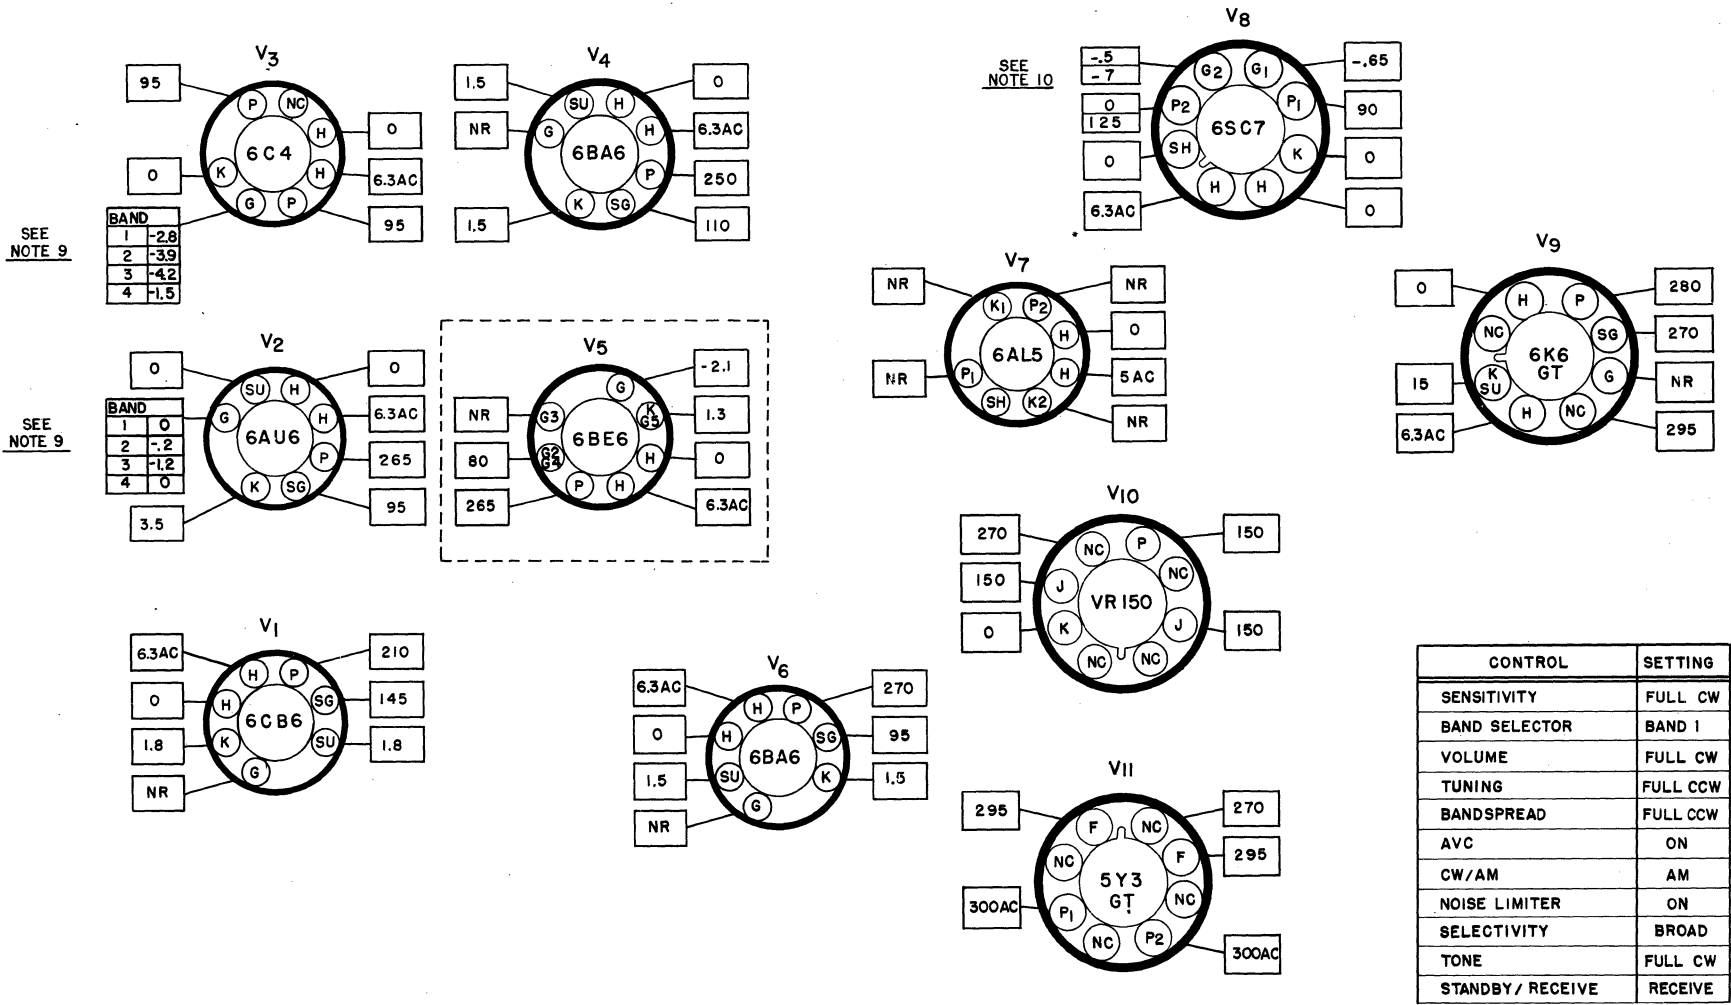 V3
95
P
NC
H
0
6C4
K
H
0
6.3AC
G
P
95
SEE
NOTE 9
BAND
1 -2.8
2 -3.9
3 -4.2
4 -1.5
V4
1.5
SU
H
0
NR
G
H
6.3AC
6BA6
P
250
1.5
K
SG
110
V8
SEE
NOTE 10
-.5
-7
G2
G1
-.65
0
125
P2
P1
90
6SC7
0
SH
K
0
6.3AC
H
H
0
V7
NR
K1
P2
NR
H
0
6AL5
NR
P1
H
5AC
SH
K2
NR
V9
0
H
P
280
NC
SG
270
6K6
GT
15
K
SU
G
NR
6.3AC
H
NC
295
V2
0
SU
H
0
SEE
NOTE 9
BAND
1 0
2 -.2
3 -1.2
4 0
G
H
6.3AC
6AU6
P
265
3.5
K
SG
95
V5
G
-2.1
NR
G3
K
G5
1.3
6BE6
80
G2
G4
H
0
265
P
H
6.3AC
V10
270
NC
P
150
150
J
NC
VR150
0
K
J
150
NC
NC
V1
6.3AC
H
P
210
0
H
SG
145
6CB6
1.8
K
SU
1.8
NR
G
V6
6.3AC
H
P
270
0
H
SG
95
6BA6
1.5
SU
K
1.5
NR
G
V11
295
F
NC
270
NC
F
295
5Y3
GT
300AC
P1
NC
NC
P2
300AC
CONTROL SETTING
SENSITIVITY FULL CW
BAND SELECTOR BAND 1
VOLUME FULL CW
TUNING FULL CCW
BANDSPREAD FULL CCW
AVC ON
CW/AM AM
NOISE LIMITER ON
SELECTIVITY BROAD
TONE FULL CW
STANDBY/ RECEIVE RECEIVE